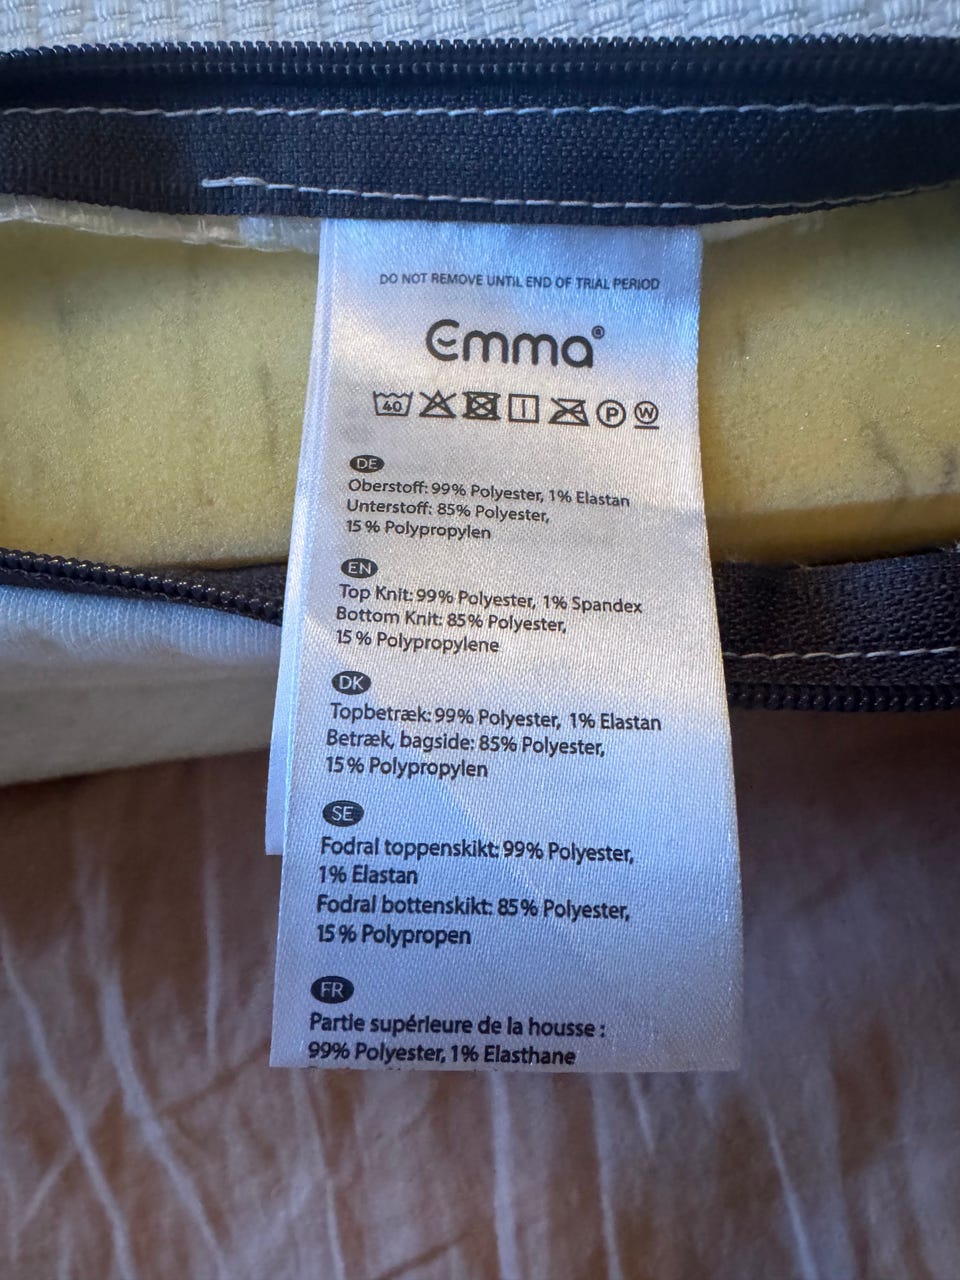 DO NOT REMOVE UNTIL END OF TRIAL PERIOD
Emma®
40 P W
DE
Oberstoff: 99% Polyester, 1% Elastan
Unterstoff: 85% Polyester,
15% Polypropylen
EN
Top Knit: 99% Polyester, 1% Spandex
Bottom Knit: 85% Polyester,
15% Polypropylene
DK
Topbetræk: 99% Polyester, 1% Elastan
Betræk, bagside: 85% Polyester,
15% Polypropylen
SE
Fodral toppenskikt: 99% Polyester,
1% Elastan
Fodral bottenskikt: 85% Polyester,
15% Polypropen
FR
Partie supérieure de la housse :
99% Polyester, 1% Elasthane